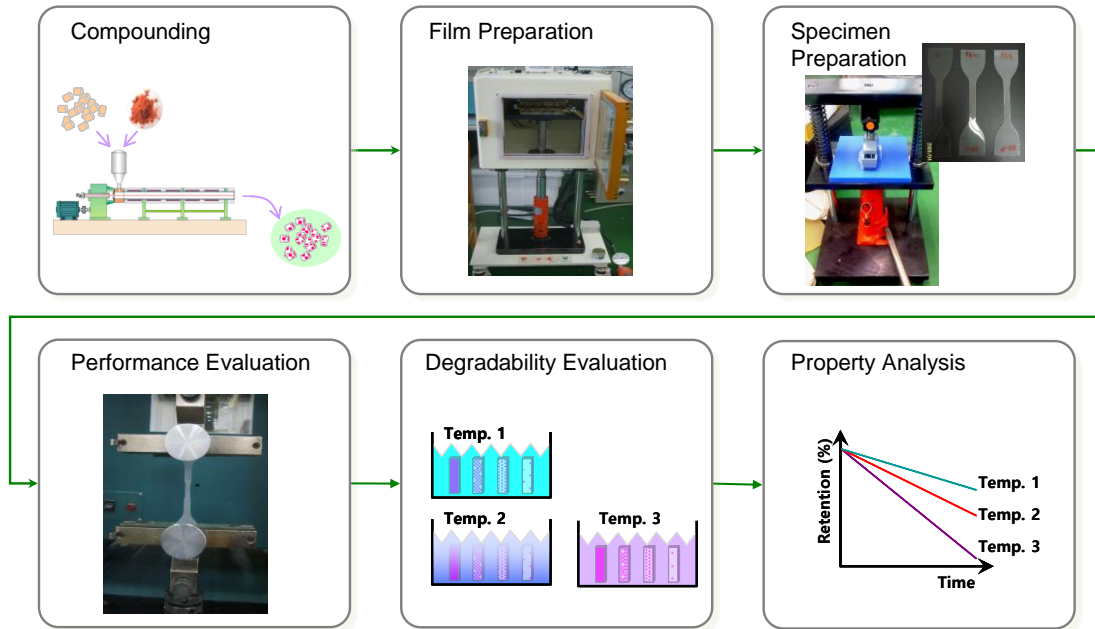 Compounding
Film Preparation
Specimen
Preparation
Performance Evaluation
Degradability Evaluation
Temp. 1
Temp. 2
Temp. 3
Property Analysis
Retention (%)
Temp. 1
Temp. 2
Temp. 3
Time